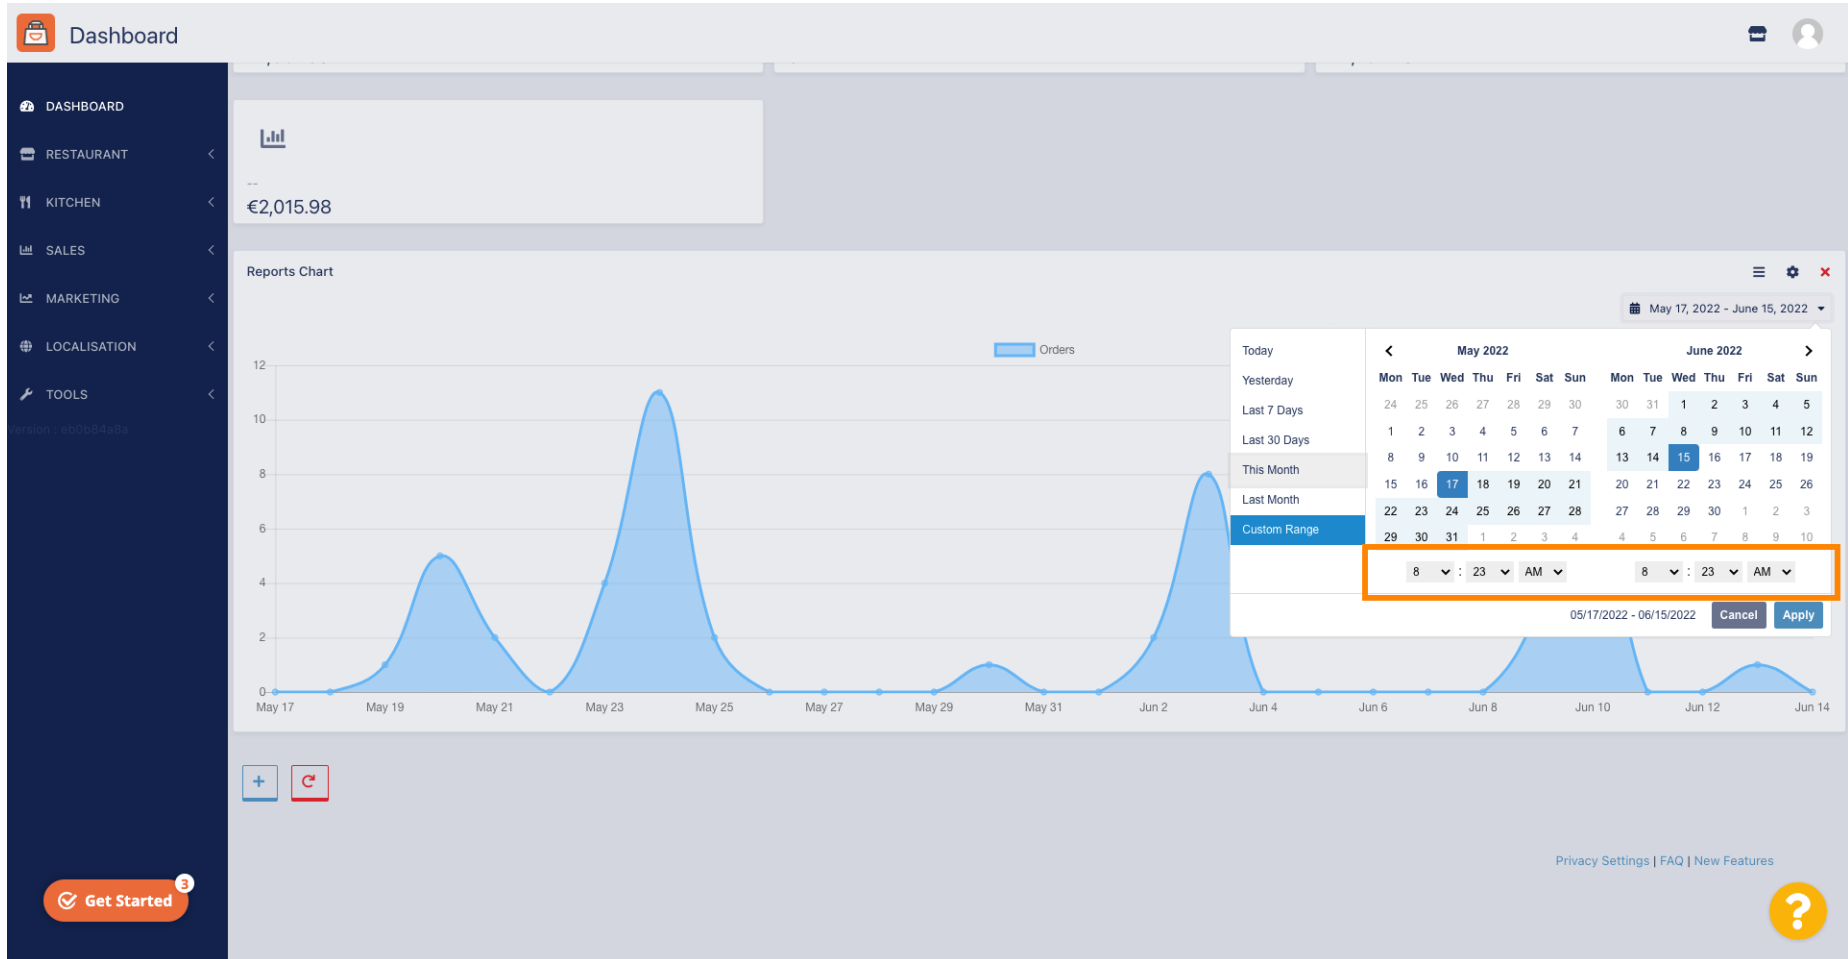 Dashboard
DASHBOARD
RESTAURANT
KITCHEN
SALES
MARKETING
LOCALISATION
TOOLS
Version : eb0b84a8a
--
€2,015.98
Reports Chart
May 17, 2022 - June 15, 2022
Orders
12
10
8
6
4
2
0
May 17 May 19 May 21 May 23 May 25 May 27 May 29 May 31 Jun 2 Jun 4 Jun 6 Jun 8 Jun 10 Jun 12 Jun 14
Today
Yesterday
Last 7 Days
Last 30 Days
This Month
Last Month
Custom Range
May 2022
Mon Tue Wed Thu Fri Sat Sun
24 25 26 27 28 29 30
1 2 3 4 5 6 7
8 9 10 11 12 13 14
15 16 17 18 19 20 21
22 23 24 25 26 27 28
29 30 31 1 2 3 4
8 : 23 AM
June 2022
Mon Tue Wed Thu Fri Sat Sun
30 31 1 2 3 4 5
6 7 8 9 10 11 12
13 14 15 16 17 18 19
20 21 22 23 24 25 26
27 28 29 30 1 2 3
4 5 6 7 8 9 10
8 : 23 AM
05/17/2022 - 06/15/2022 Cancel Apply
Privacy Settings | FAQ | New Features
Get Started
3
?